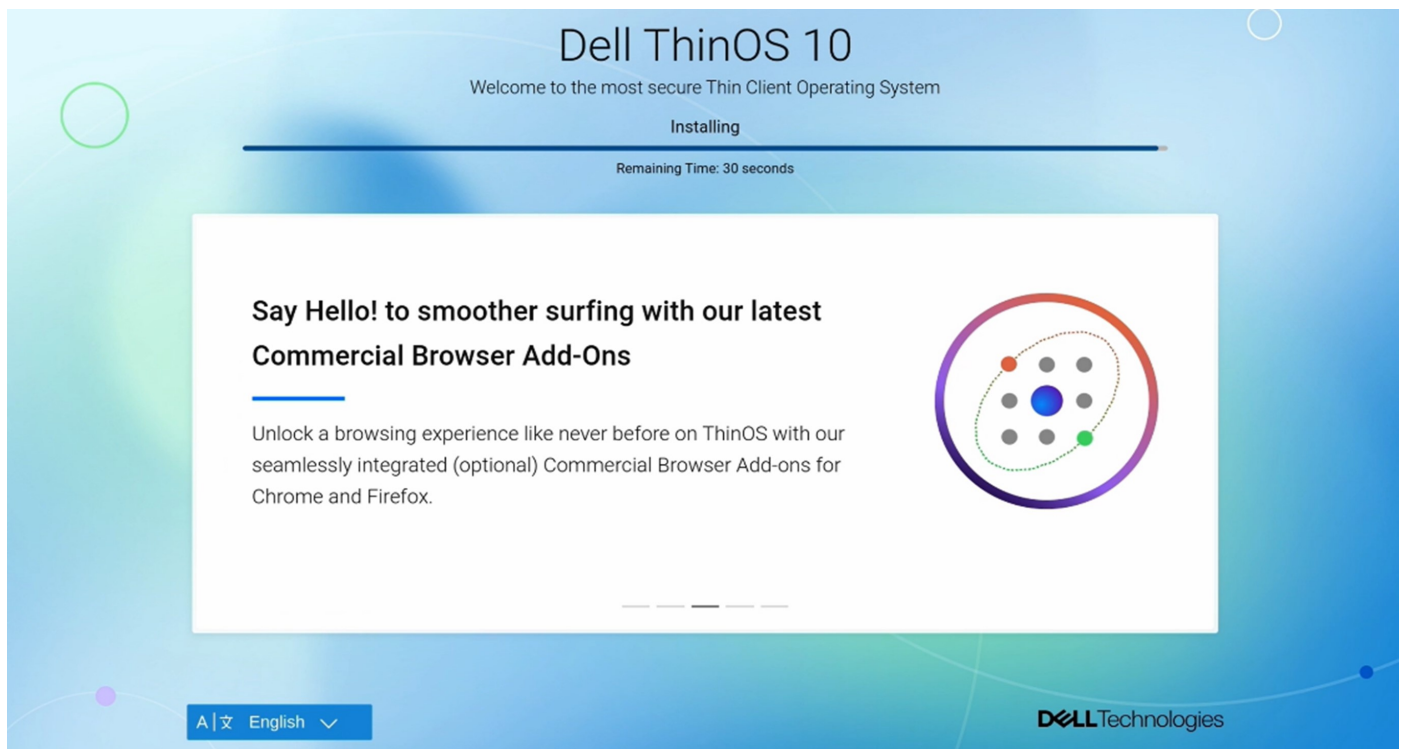 Dell ThinOS 10
Welcome to the most secure Thin Client Operating System
Installing
Remaining Time: 30 seconds
Say Hello! to smoother surfing with our latest
Commercial Browser Add-Ons
Unlock a browsing experience like never before on ThinOS with our
seamlessly integrated (optional) Commercial Browser Add-ons for
Chrome and Firefox.
A|文 English
DELLTechnologies